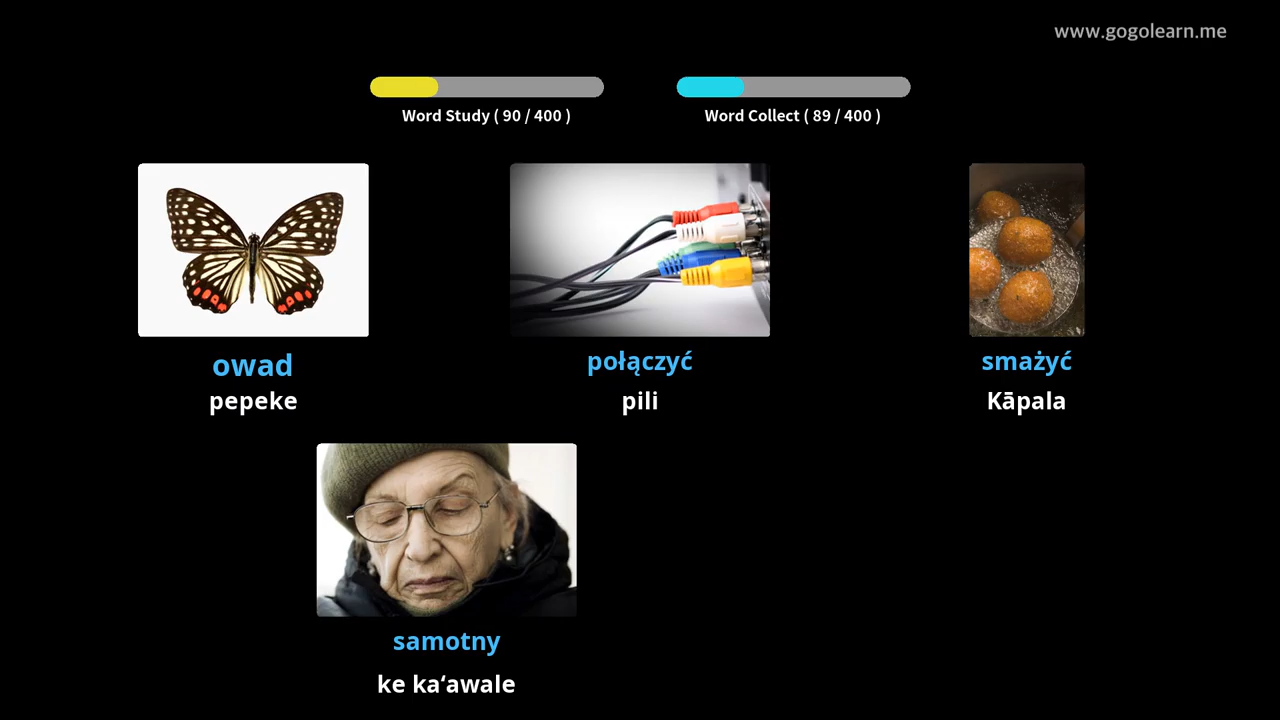 www.gogolearn.me
Word Study ( 90 / 400 )
Word Collect ( 89 / 400 )
owad
pepeke
połączyć
pili
smażyć
Kāpala
samotny
ke kaʻawale